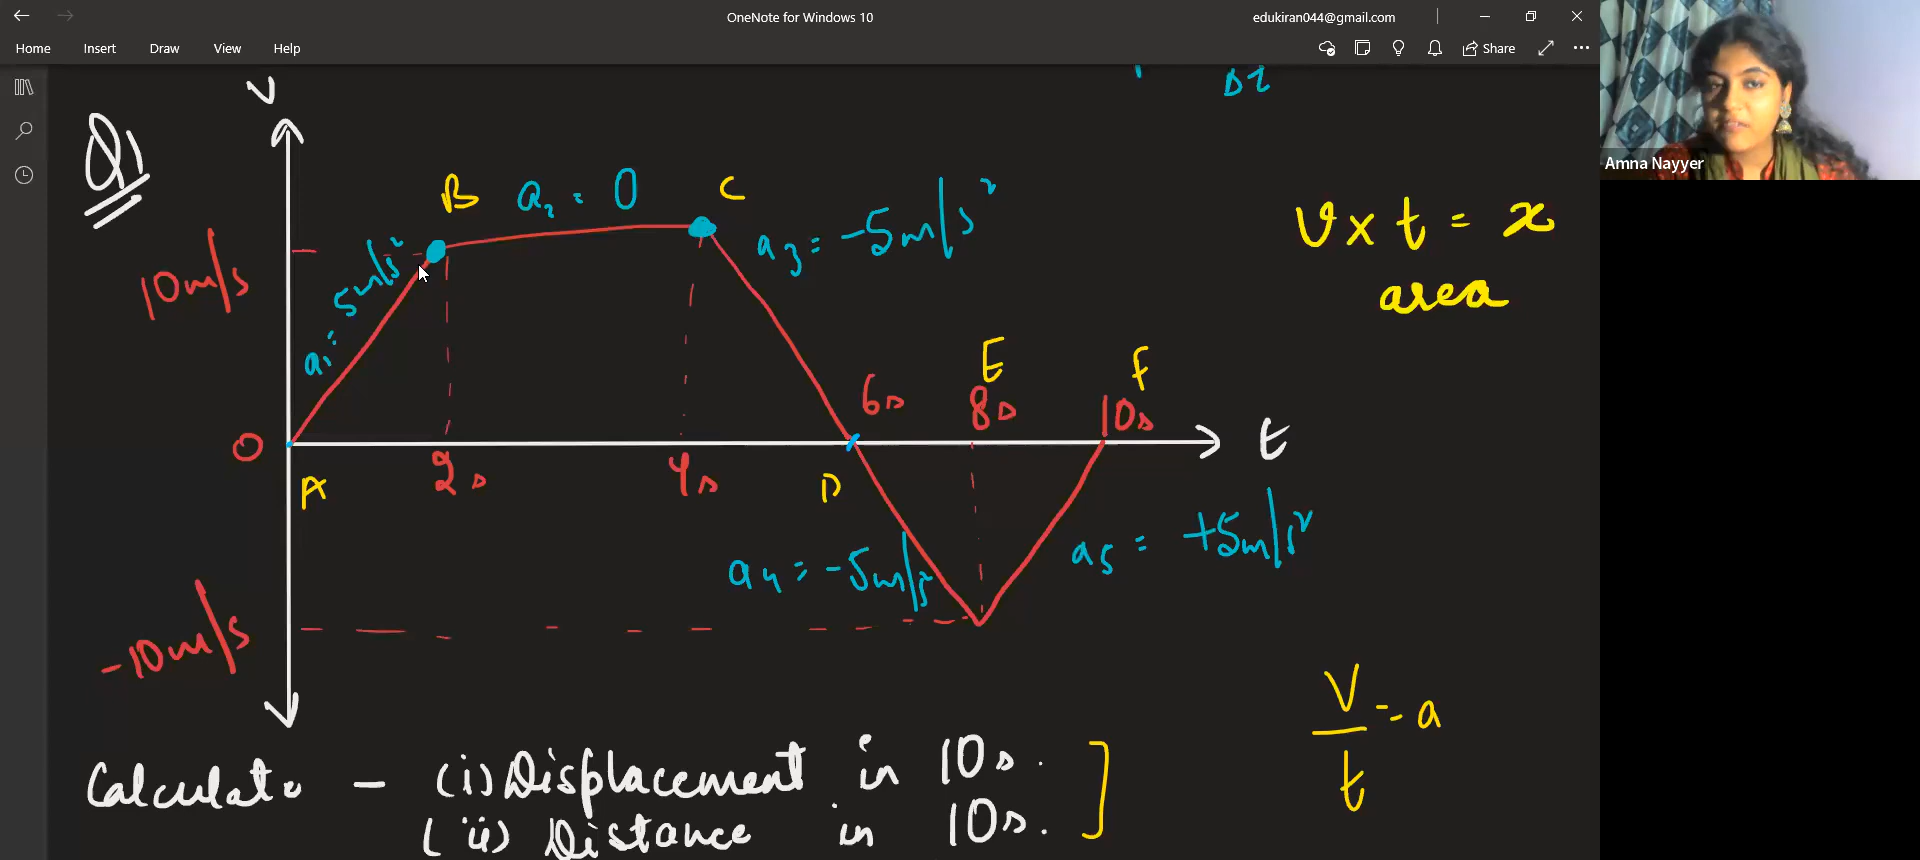 OneNote for Windows 10
edukiran044@gmail.com
Home Insert Draw View Help
Share
V
Q1
B
a₂ = 0
C
a₃ = -5m/s²
10m/s
a₁ = 5m/s²
v x t = x
area
E
F
6s
8s
10s
0
t
A
2s
4s
D
a₄ = -5m/s²
a₅ = +5m/s²
-10m/s
V/t = a
Calculate - (i) Displacement in 10s.
(ii) Distance in 10s.
Amna Nayyer